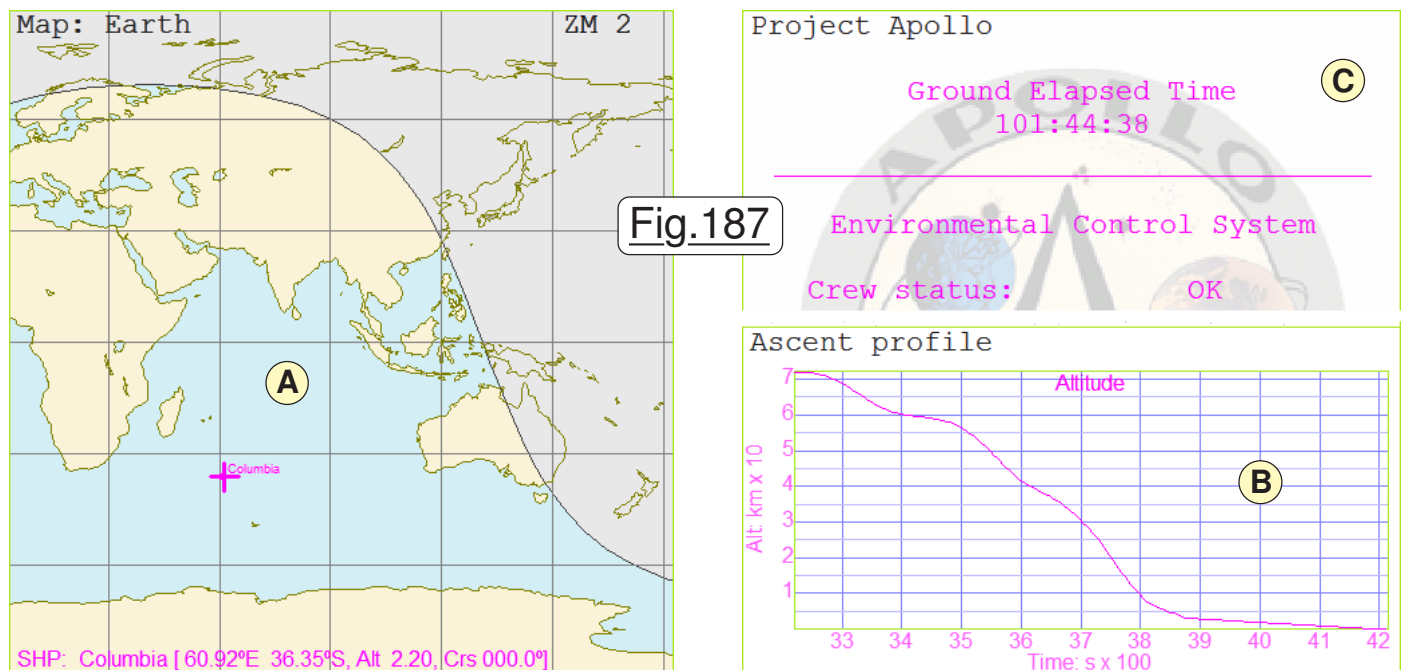 Map: Earth ZM 2
Columbia
A
SHP: Columbia [ 60.92ºE 36.35ºS, Alt 2.20, Crs 000.0º]
Fig.187
Project Apollo
C
APOLLO
Ground Elapsed Time
101:44:38
Environmental Control System
Crew status: OK
Ascent profile
Altitude
7
6
5
4
3
2
1
Alt: km x 10
B
33 34 35 36 37 38 39 40 41 42
Time: s x 100